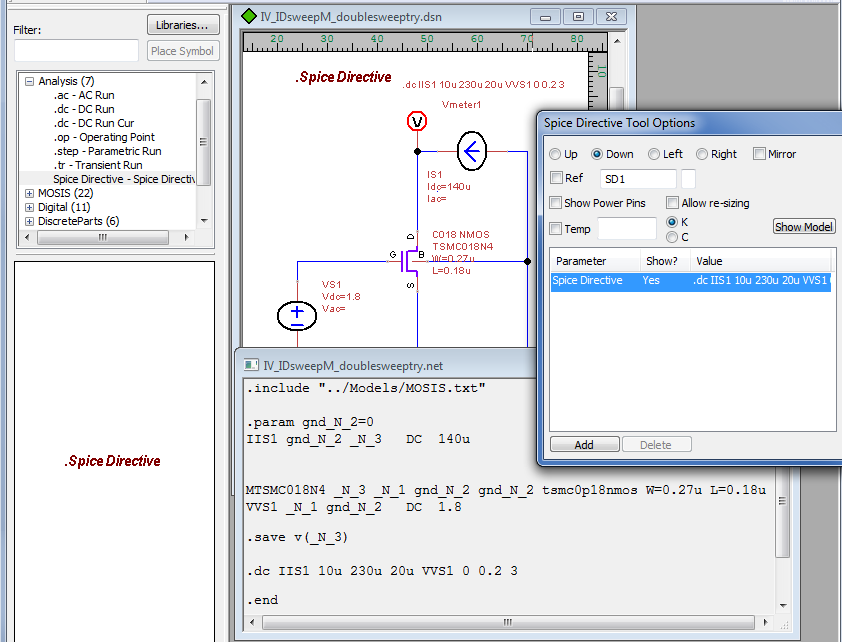 Filter:
Libraries...
Place Symbol
Analysis (7)
.ac - AC Run
.dc - DC Run
.dc - DC Run Cur
.op - Operating Point
.step - Parametric Run
.tr - Transient Run
Spice Directive - Spice Directiv
MOSIS (22)
Digital (11)
DiscreteParts (6)
.Spice Directive
IV_IDsweepM_doublesweeptry.dsn
20 30 40 50 60 70 80
10
.Spice Directive
.dc IIS1 10u 230u 20u VVS1 0 0.2 3
Vmeter1
V
IS1
Idc=140u
Iac=
C018 NMOS
TSMC018N4
W=0.27u
L=0.18u
D
G
B
S
VS1
Vdc=1.8
Vac=
IV_IDsweepM_doublesweeptry.net
.include "../Models/MOSIS.txt"
.param gnd_N_2=0
IIS1 gnd_N_2 _N_3 DC 140u
MTSMC018N4 _N_3 _N_1 gnd_N_2 gnd_N_2 tsmc0p18nmos W=0.27u L=0.18u
VVS1 _N_1 gnd_N_2 DC 1.8
.save v(_N_3)
.dc IIS1 10u 230u 20u VVS1 0 0.2 3
.end
Spice Directive Tool Options
Up Down Left Right Mirror
Ref SD1
Show Power Pins Allow re-sizing
Temp K
C
Show Model
Parameter Show? Value
Spice Directive Yes .dc IIS1 10u 230u 20u VVS1
Add Delete